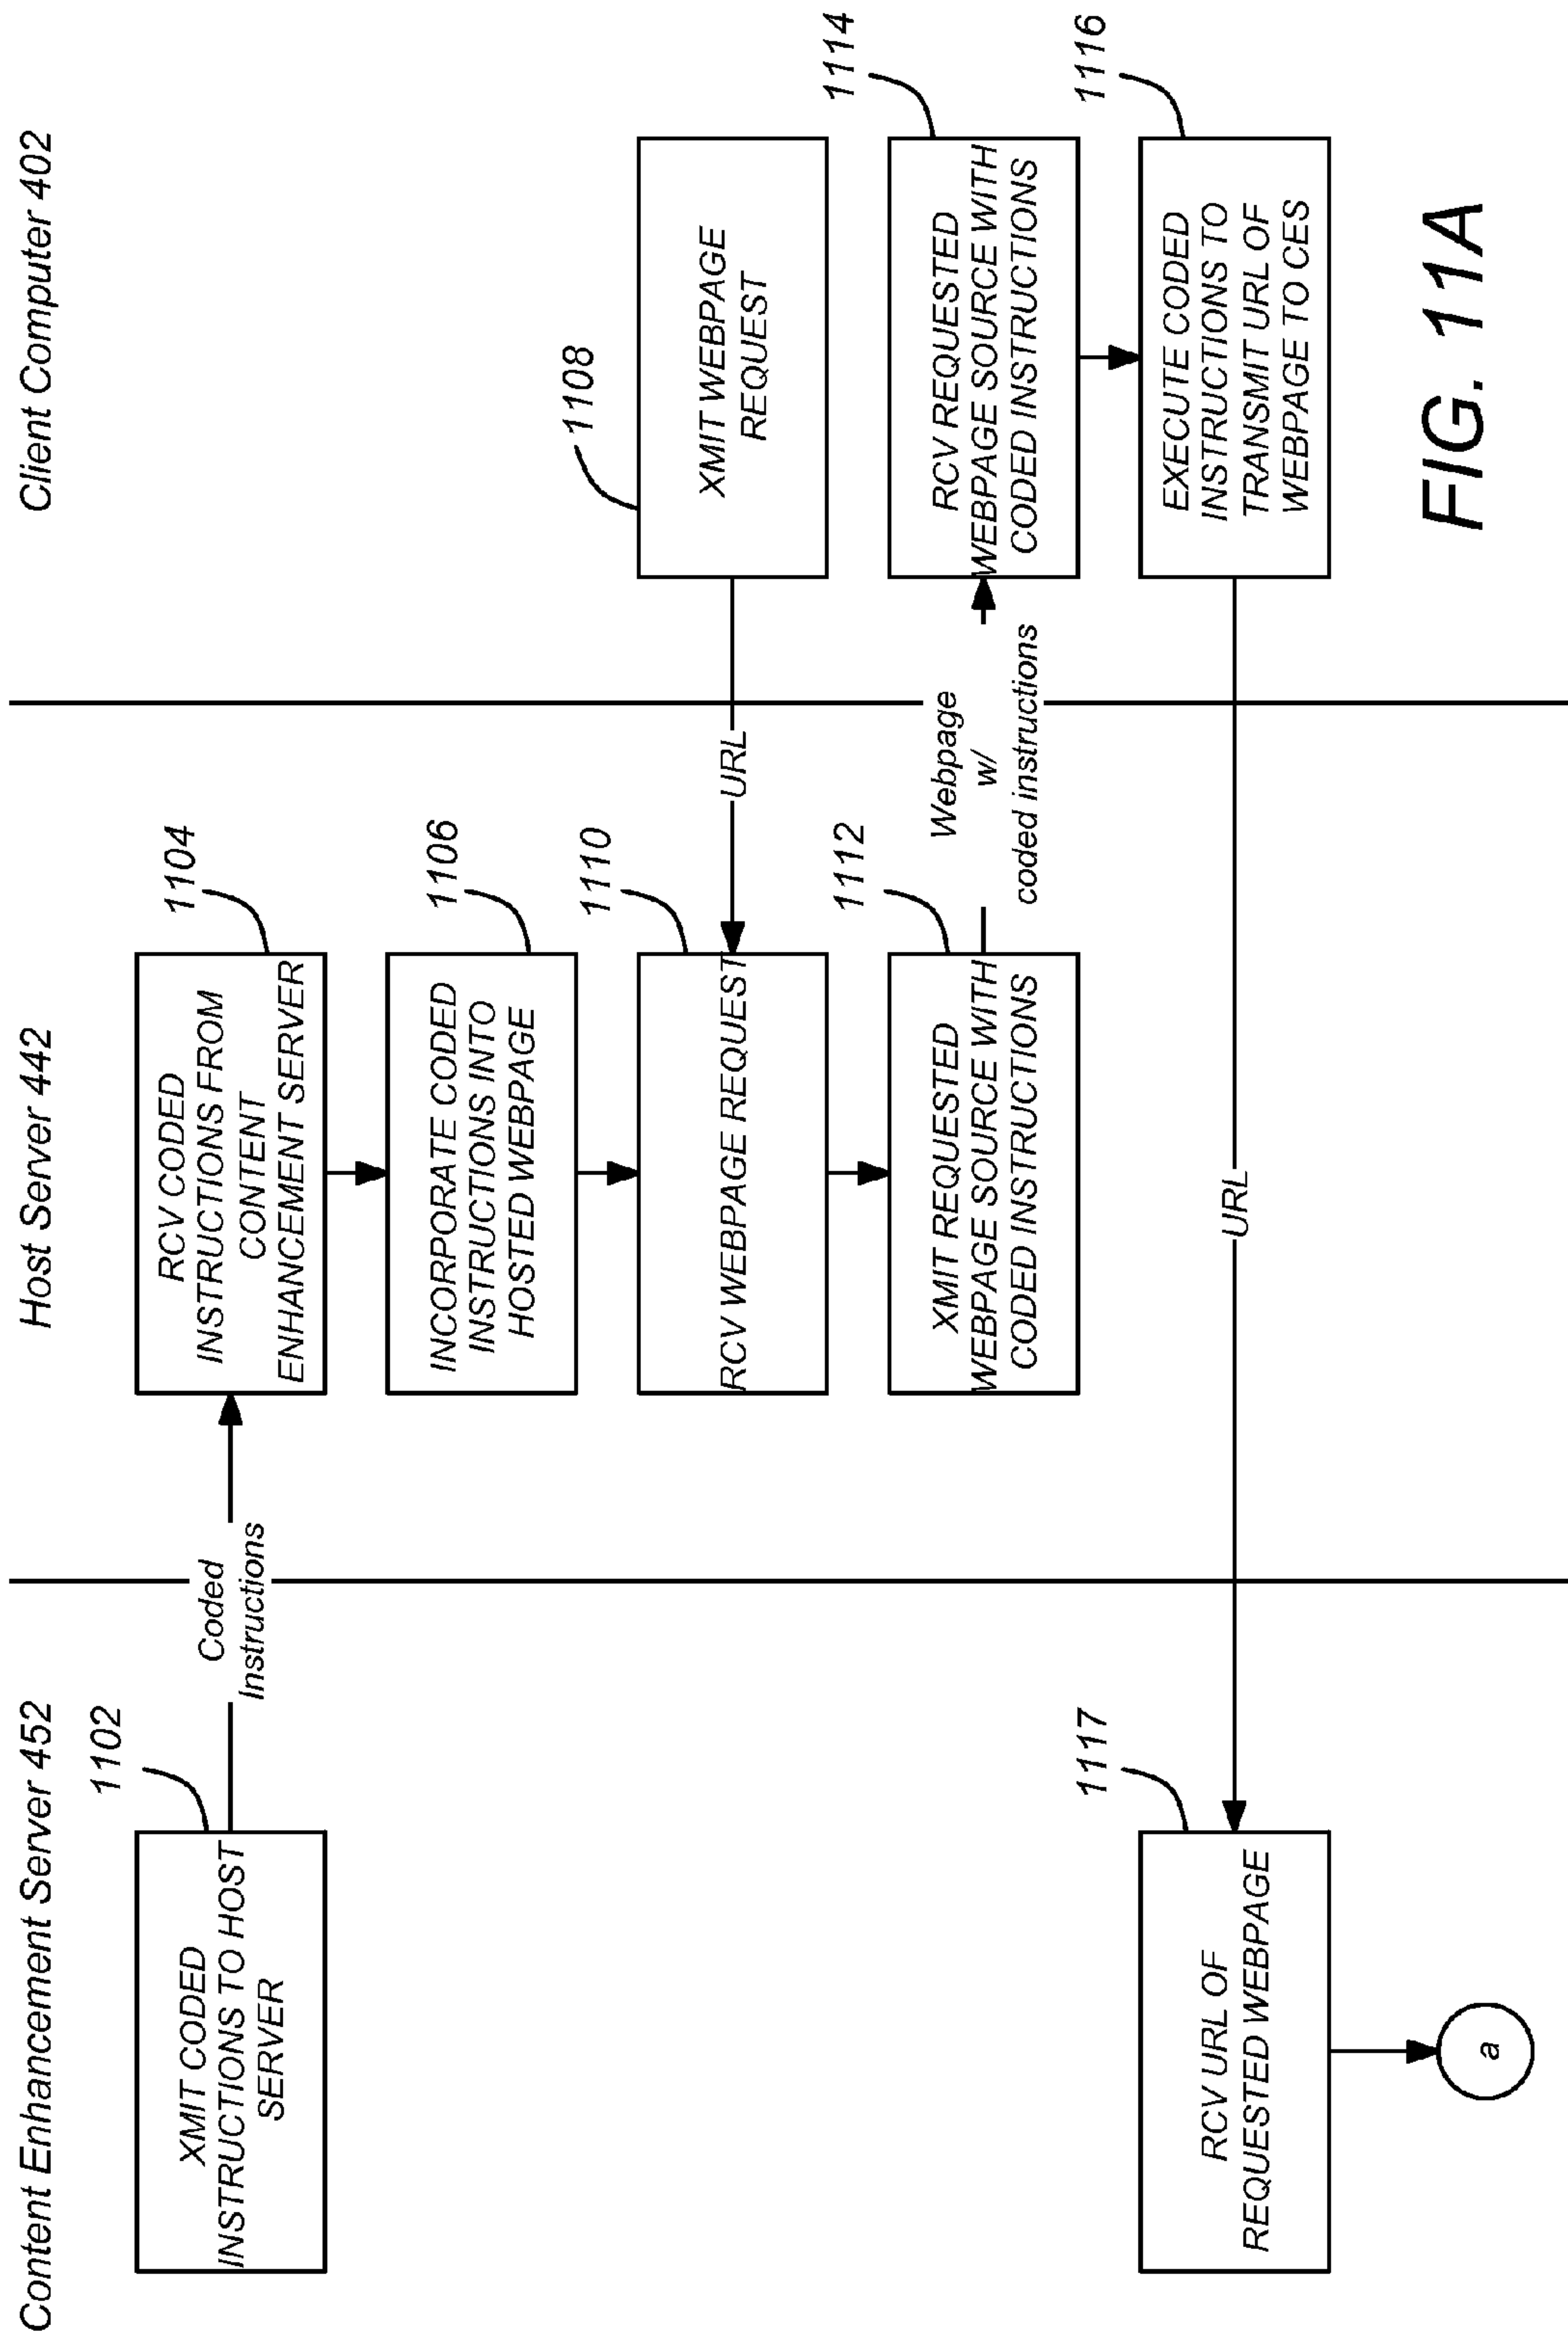 Content Enhancement Server 452
Host Server 442
Client Computer 402
1102
XMIT CODED
INSTRUCTIONS TO HOST
SERVER
Coded
Instructions
1104
RCV CODED
INSTRUCTIONS FROM
CONTENT
ENHANCEMENT SERVER
1106
INCORPORATE CODED
INSTRUCTIONS INTO
HOSTED WEBPAGE
1108
XMIT WEBPAGE
REQUEST
URL
1110
RCV WEBPAGE REQUEST
1112
XMIT REQUESTED
WEBPAGE SOURCE WITH
CODED INSTRUCTIONS
Webpage
w/
coded instructions
1114
RCV REQUESTED
WEBPAGE SOURCE WITH
CODED INSTRUCTIONS
1116
EXECUTE CODED
INSTRUCTIONS TO
TRANSMIT URL OF
WEBPAGE TO CES
URL
1117
RCV URL OF
REQUESTED WEBPAGE
a
FIG. 11A